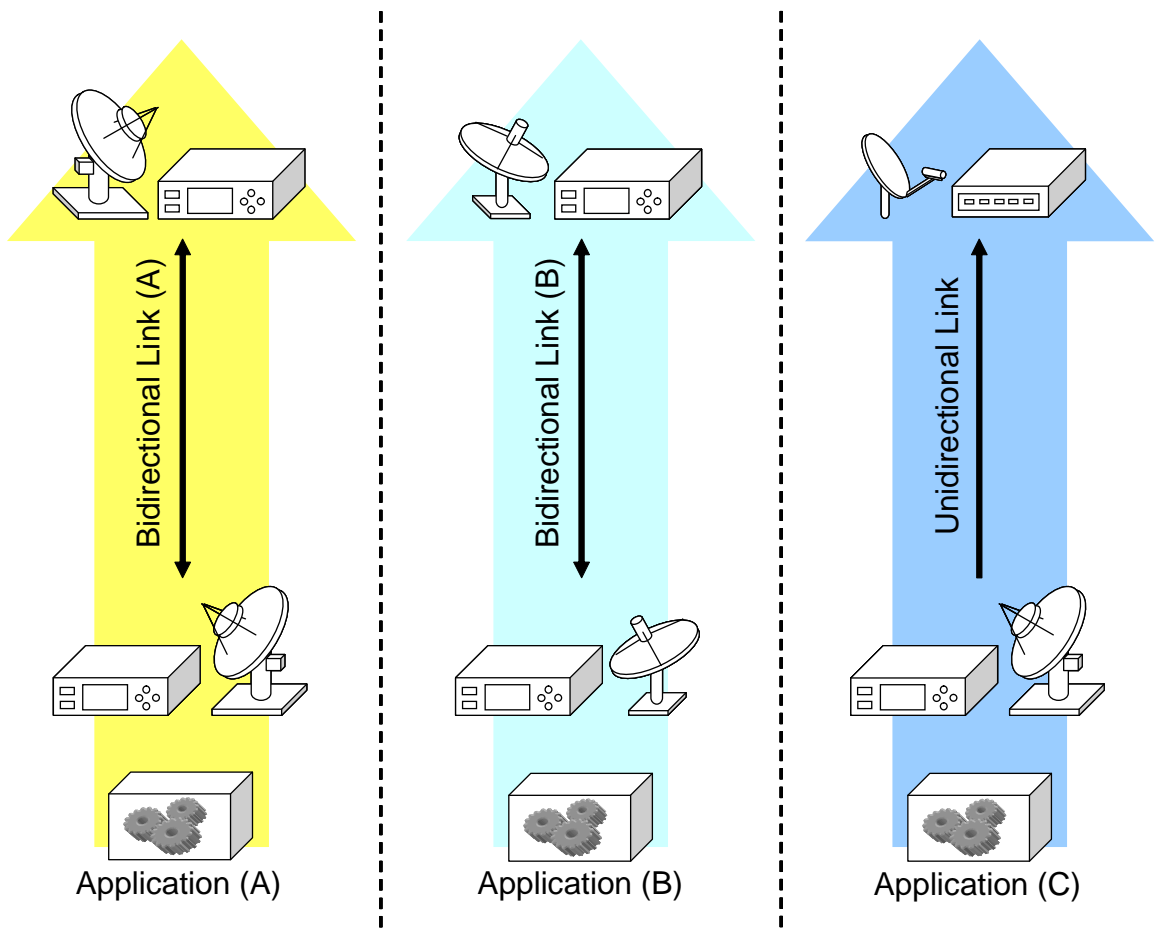 Bidirectional Link (A)
Bidirectional Link (B)
Unidirectional Link
Application (A)
Application (B)
Application (C)